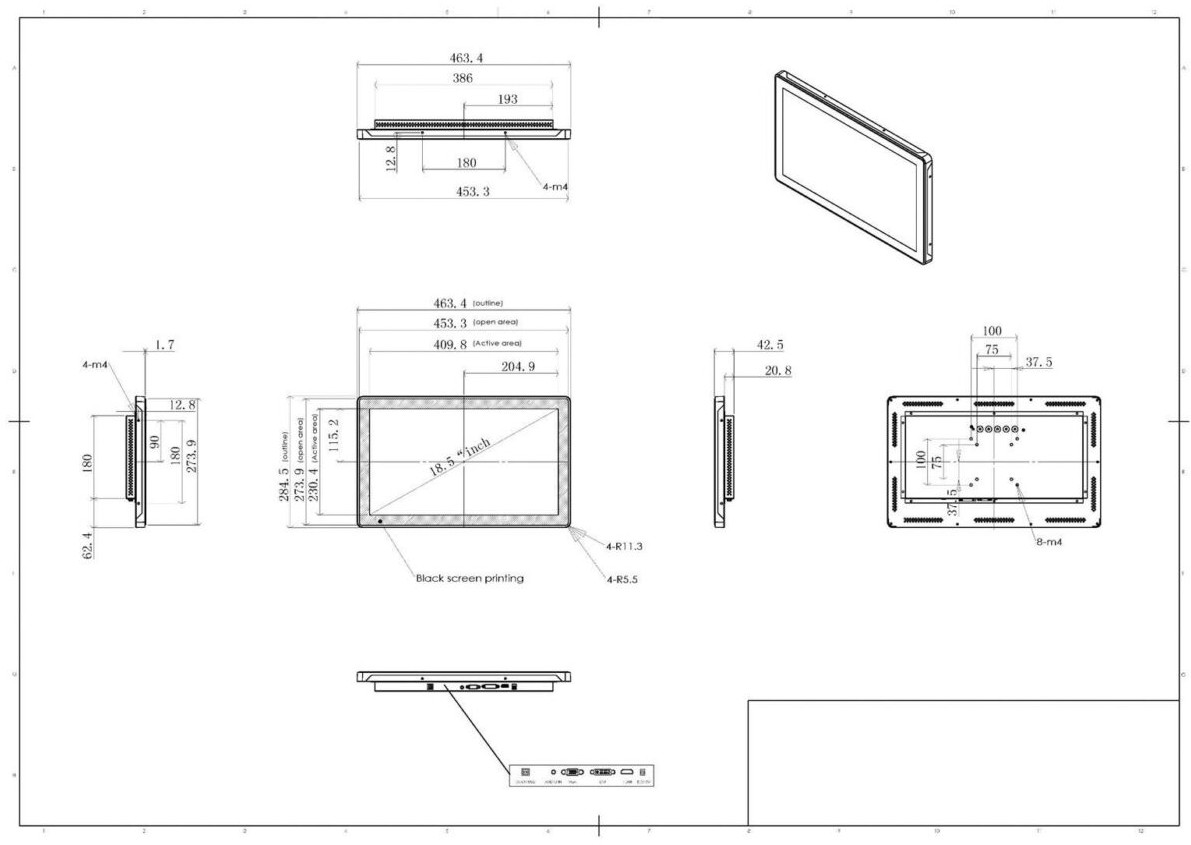 463.4
386
193
12.8
180
4-m4
453.3
463.4 (outline)
453.3 (open area)
409.8 (Active area)
204.9
1.7
4-m4
12.8
90
180
273.9
180
62.4
284.5 (outline)
273.9 (open area)
230.4 (Active area)
115.2
18.5 "inch
4-R11.3
4-R5.5
Black screen printing
42.5
20.8
100
75
37.5
100
75
37.5
8-m4